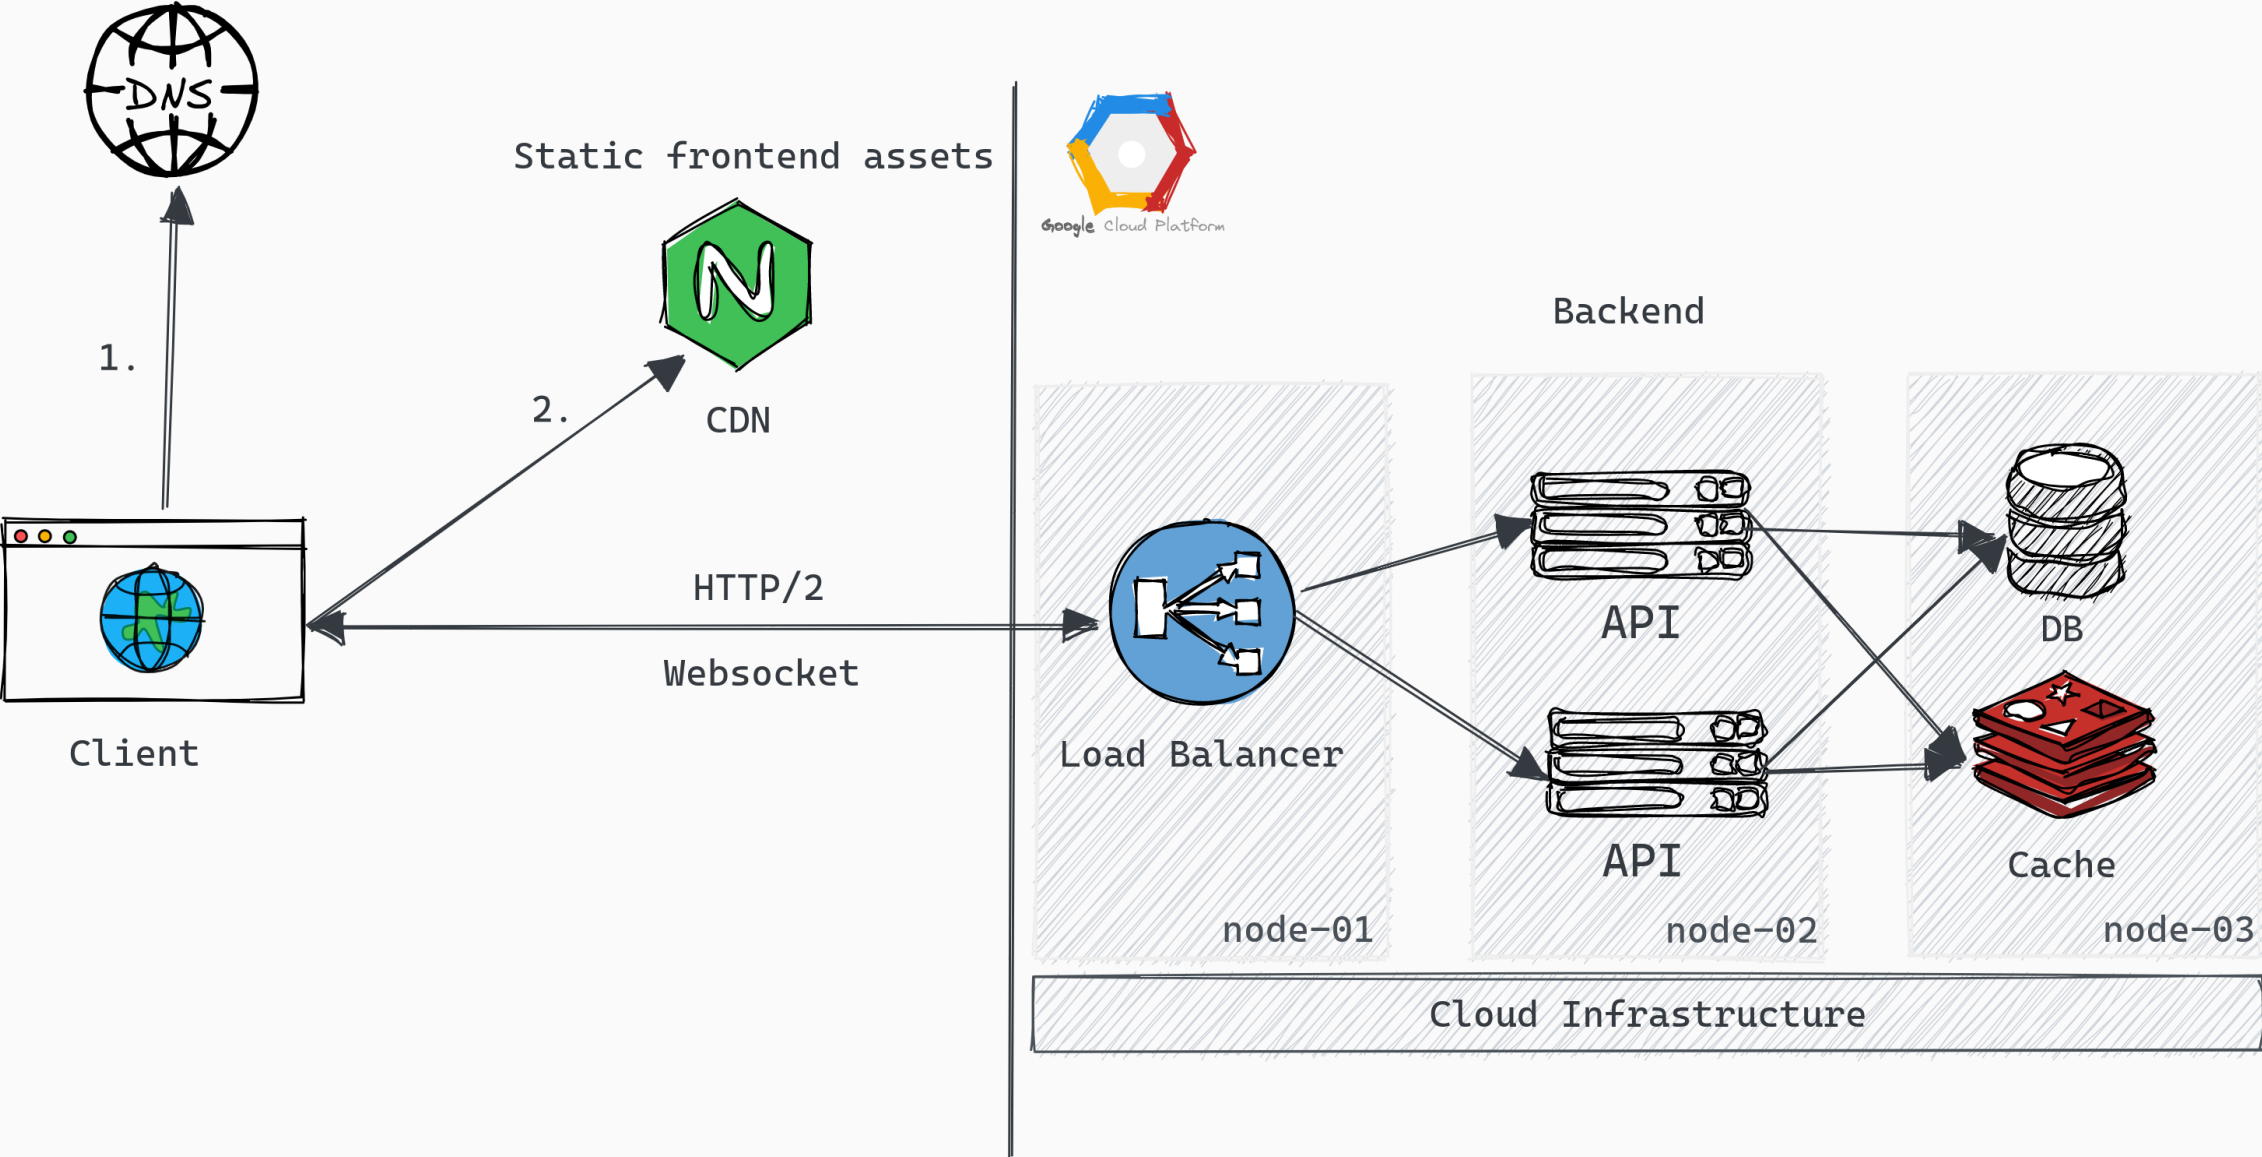 DNS
Static frontend assets
N
Google Cloud Platform
Backend
1.
2.
CDN
HTTP/2
Websocket
Client
Load Balancer
API
API
DB
Cache
node-01
node-02
node-03
Cloud Infrastructure